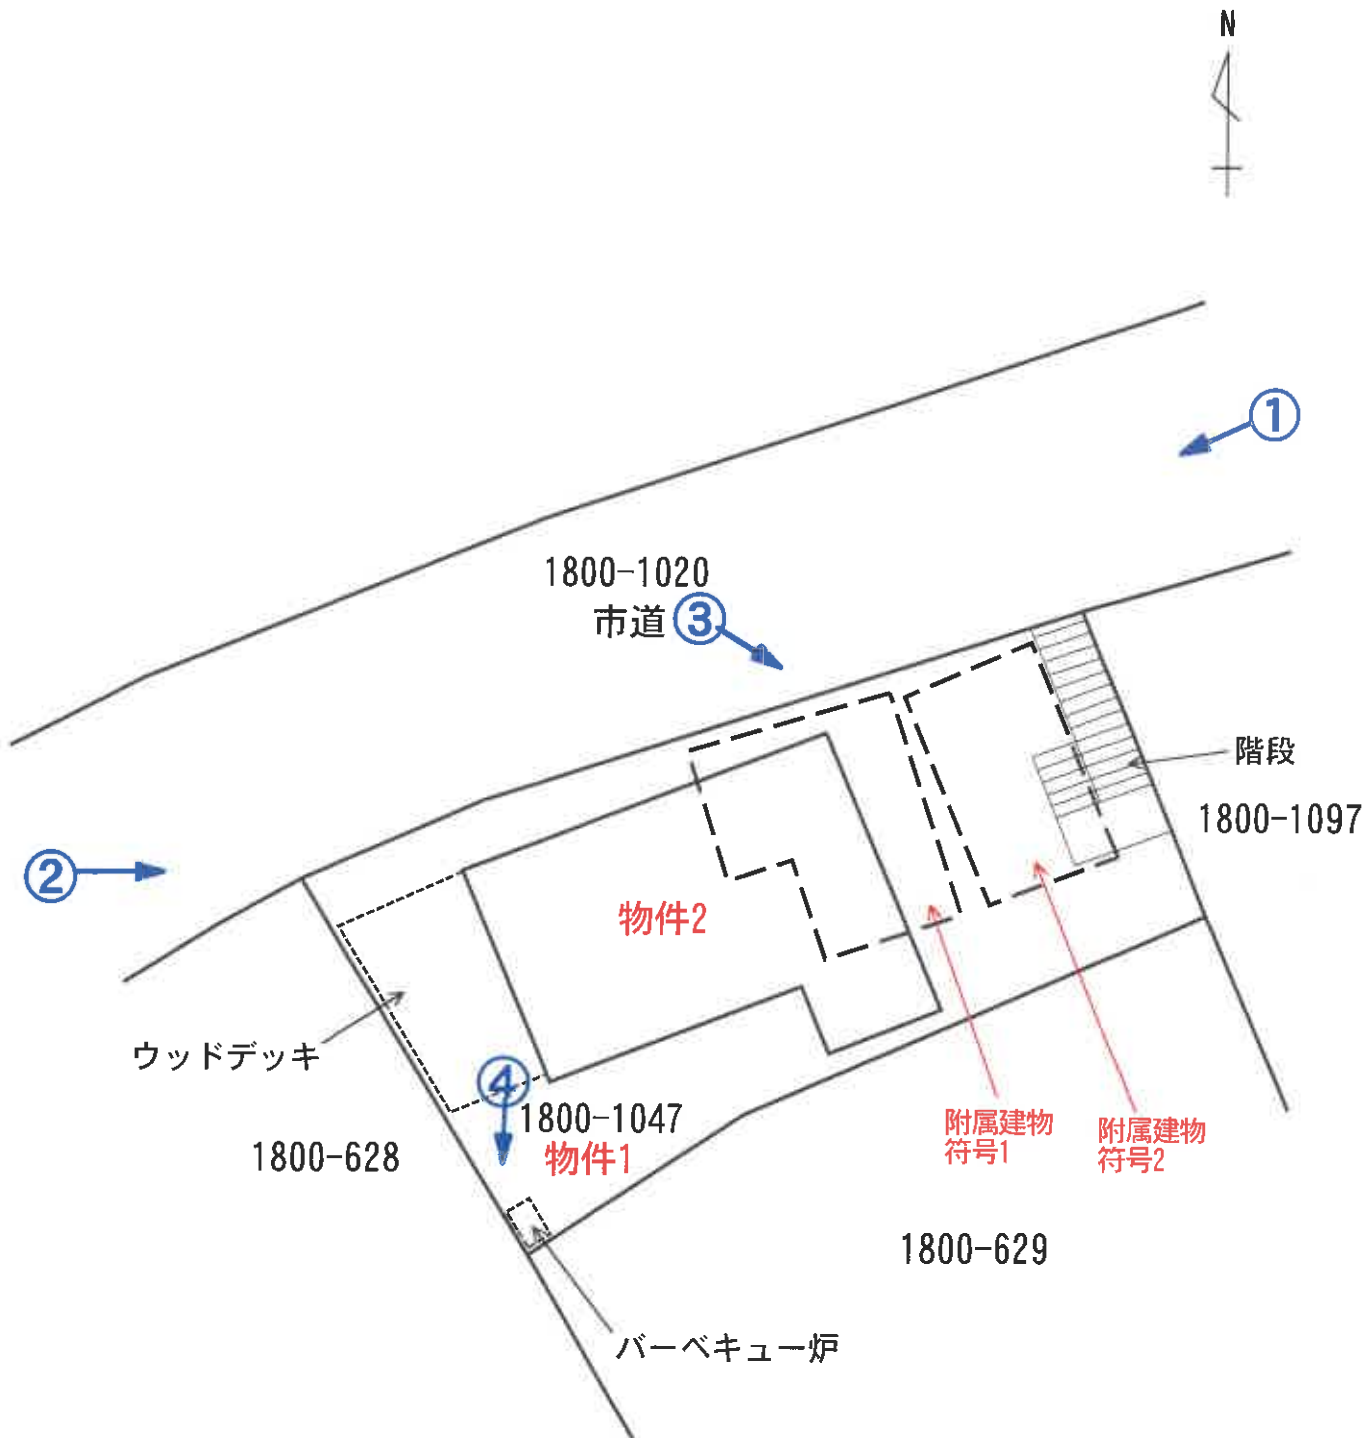 N
①
1800-1020
市道
③
階段
1800-1097
②
物件2
ウッドデッキ
④
1800-1047
物件1
1800-628
附属建物
符号1
附属建物
符号2
1800-629
バーベキュー炉